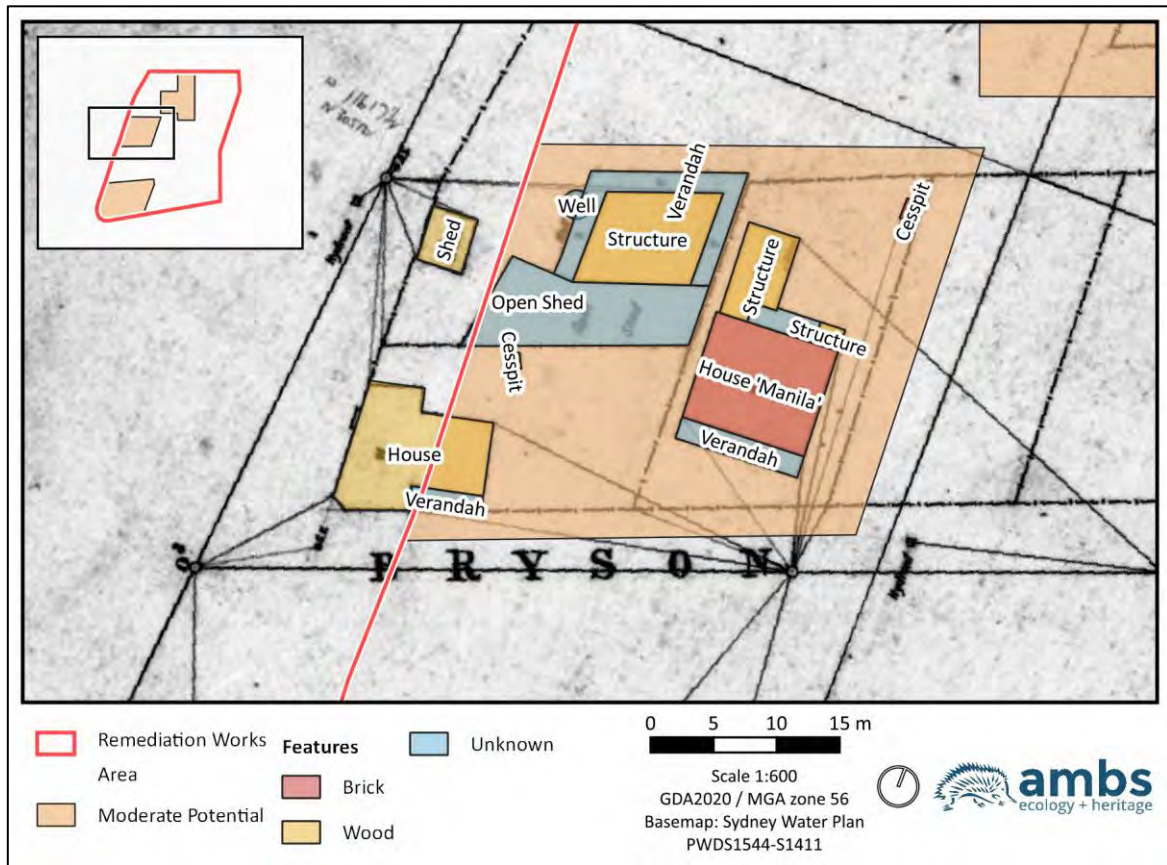 Verandah
Well
Structure
Cesspit
Shed
Structure
Open Shed
Structure
Cesspit
House 'Manila'
House
Verandah
Verandah
F R Y S O N
Remediation Works
Area
Moderate Potential
Features
Brick
Wood
Unknown
0 5 10 15 m
Scale 1:600
GDA2020 / MGA zone 56
Basemap: Sydney Water Plan
PWDS1544-S1411
ambs
ecology + heritage